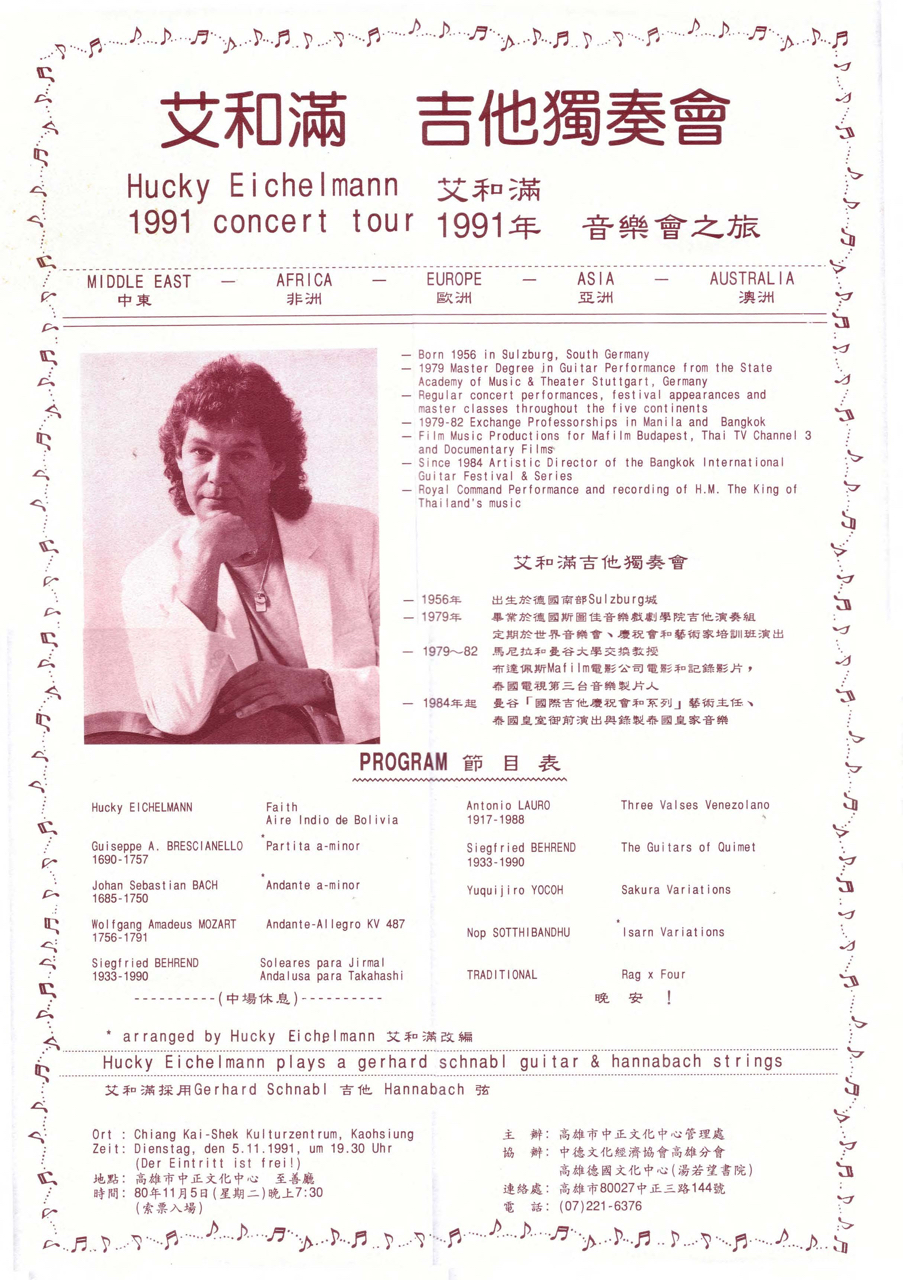 艾和滿 吉他獨奏會
Hucky Eichelmann 艾和滿
1991 concert tour 1991年 音樂會之旅
MIDDLE EAST — AFRICA — EUROPE — ASIA — AUSTRALIA
中東 非洲 歐洲 亞洲 澳洲
— Born 1956 in Sulzburg, South Germany
— 1979 Master Degree in Guitar Performance from the State
Academy of Music & Theater Stuttgart, Germany
— Regular concert performances, festival appearances and
master classes throughout the five continents
— 1979-82 Exchange Professorships in Manila and Bangkok
— Film Music Productions for Mafilm Budapest, Thai TV Channel 3
and Documentary Films
— Since 1984 Artistic Director of the Bangkok International
Guitar Festival & Series
— Royal Command Performance and recording of H.M. The King of
Thailand's music
艾和滿吉他獨奏會
— 1956年 出生於德國南部Sulzburg城
— 1979年 畢業於德國斯圖佳音樂戲劇學院吉他演奏組
定期於世界音樂會、慶祝會和藝術家培訓班演出
— 1979～82 馬尼拉和曼谷大學交換教授
布達佩斯Mafilm電影公司電影和記錄影片，
泰國電視第三台音樂製片人
— 1984年起 曼谷「國際吉他慶祝會和系列」藝術主任、
泰國皇室御前演出與錄製泰國皇家音樂
PROGRAM 節目表
Hucky EICHELMANN Faith
Aire Indio de Bolivia
Guiseppe A. BRESCIANELLO *Partita a-minor
1690-1757
Johan Sebastian BACH *Andante a-minor
1685-1750
Wolfgang Amadeus MOZART Andante-Allegro KV 487
1756-1791
Siegfried BEHREND Soleares para Jirmal
1933-1990 Andalusa para Takahashi
----------(中場休息)----------
Antonio LAURO Three Valses Venezolano
1917-1988
Siegfried BEHREND The Guitars of Quimet
1933-1990
Yuquijiro YOCOH Sakura Variations
Nop SOTTHIBANDHU *Isarn Variations
TRADITIONAL Rag x Four
晚安！
* arranged by Hucky Eichelmann 艾和滿改編
Hucky Eichelmann plays a gerhard schnabl guitar & hannabach strings
艾和滿採用Gerhard Schnabl 吉他 Hannabach 弦
Ort : Chiang Kai-Shek Kulturzentrum, Kaohsiung
Zeit: Dienstag, den 5.11.1991, um 19.30 Uhr
(Der Eintritt ist frei!)
地點: 高雄市中正文化中心 至善廳
時間: 80年11月5日(星期二)晚上7:30
(索票入場)
主 辦: 高雄市中正文化中心管理處
協 辦: 中德文化經濟協會高雄分會
高雄德國文化中心(湯若望書院)
連絡處: 高雄市80027中正三路144號
電 話: (07)221-6376